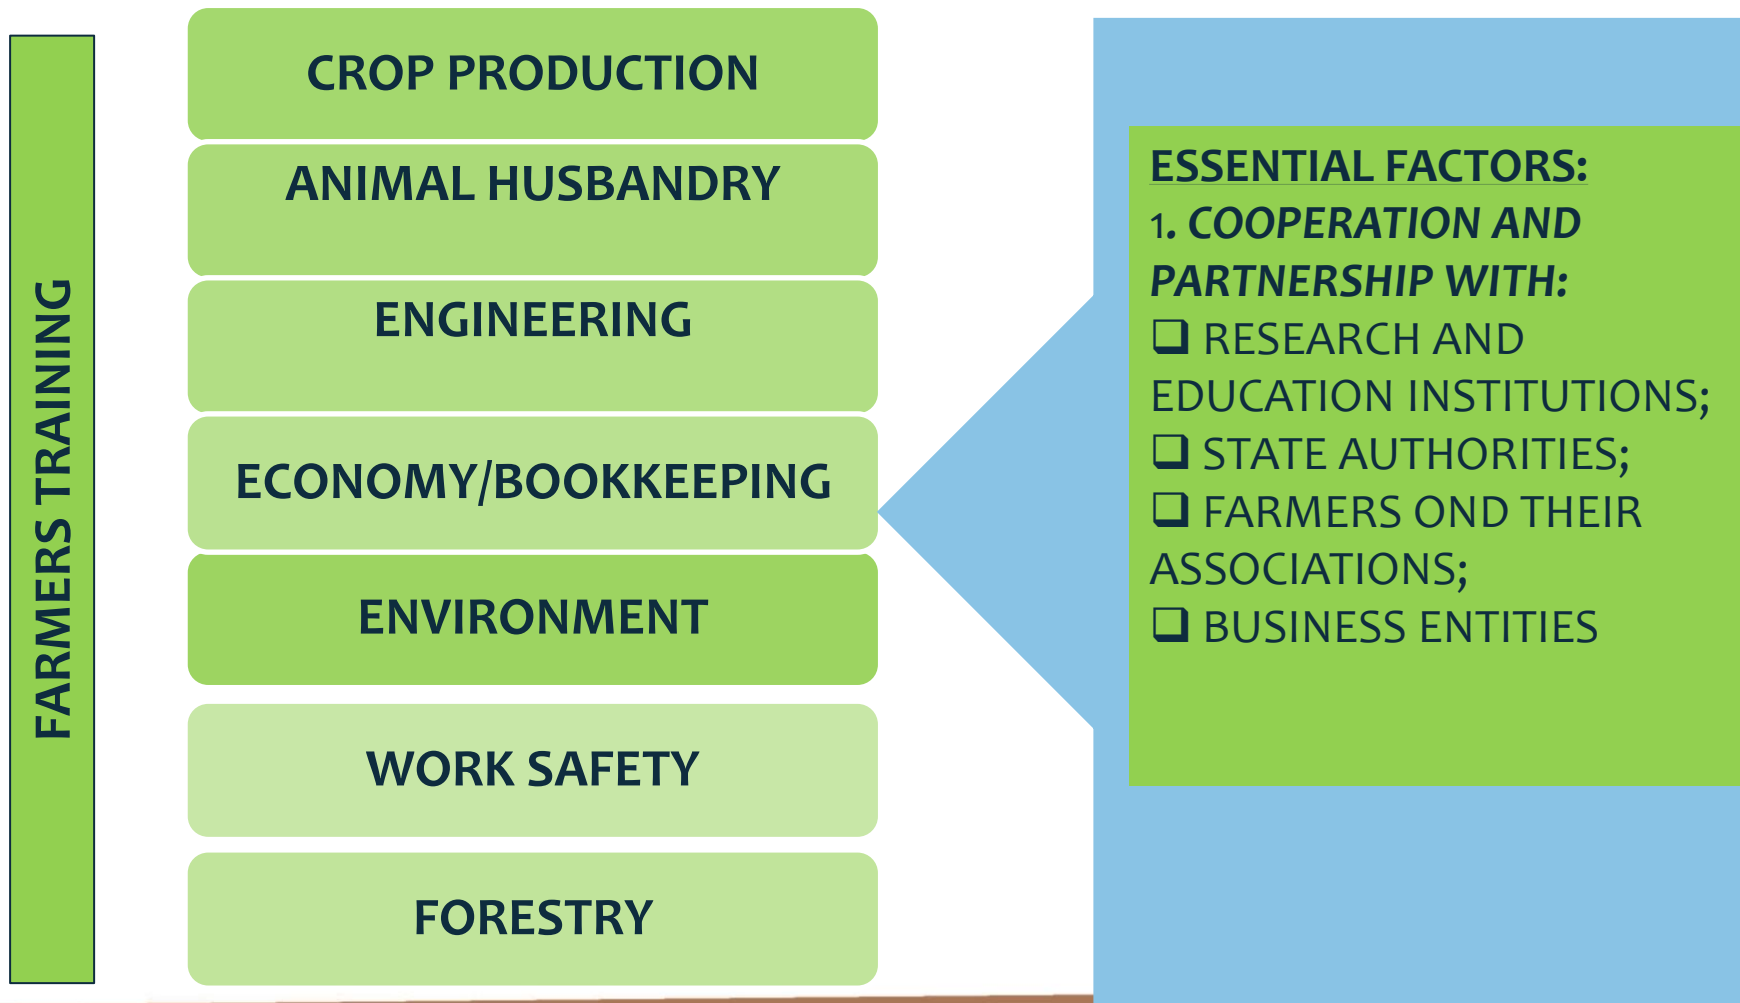 FARMERS TRAINING
CROP PRODUCTION
ANIMAL HUSBANDRY
ENGINEERING
ECONOMY/BOOKKEEPING
ENVIRONMENT
WORK SAFETY
FORESTRY
ESSENTIAL FACTORS:
1. COOPERATION AND
PARTNERSHIP WITH:
❑ RESEARCH AND
EDUCATION INSTITUTIONS;
❑ STATE AUTHORITIES;
❑ FARMERS OND THEIR
ASSOCIATIONS;
❑ BUSINESS ENTITIES